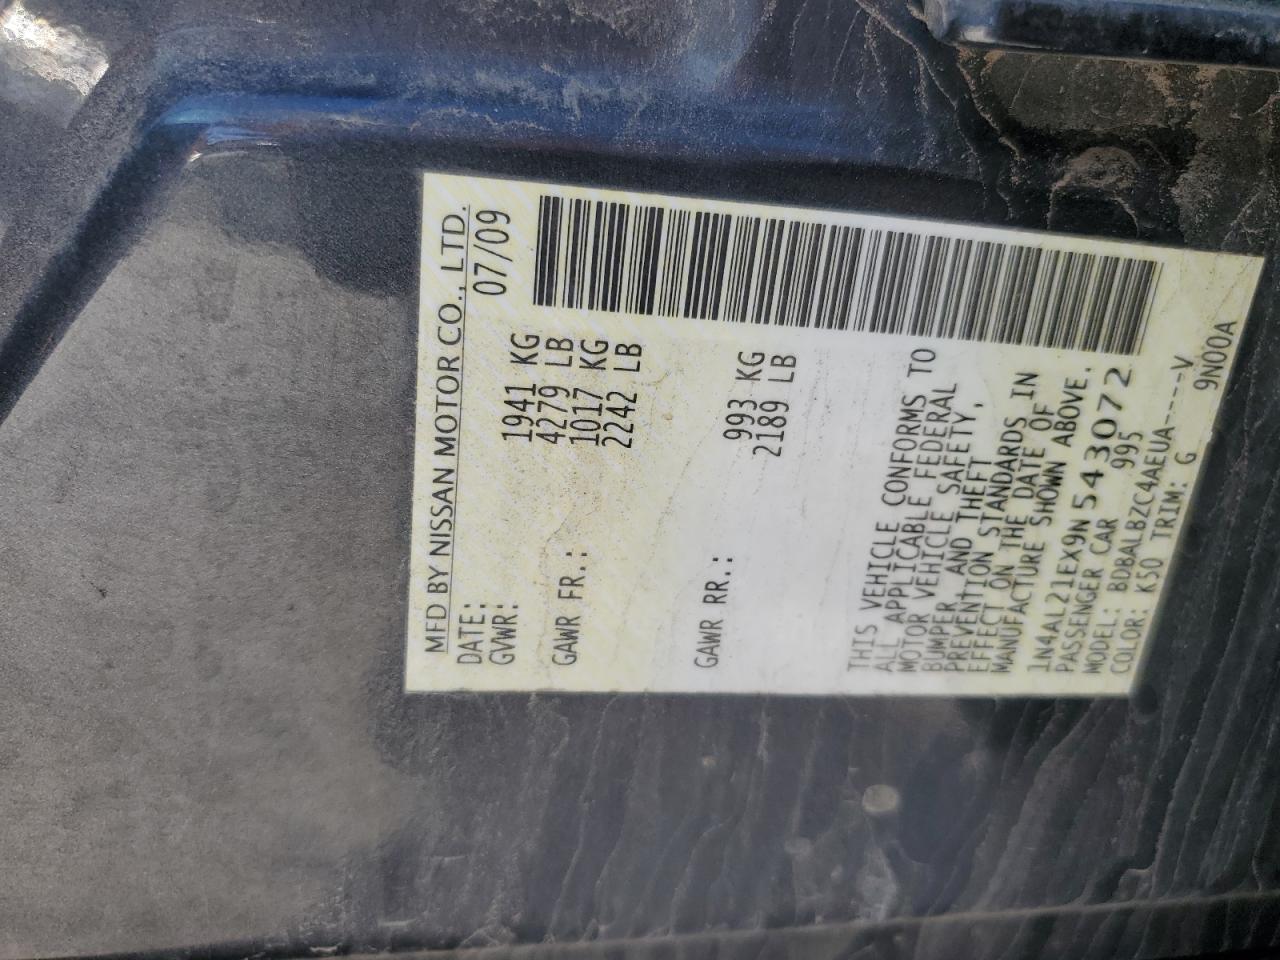 MFD BY NISSAN MOTOR CO., LTD.
DATE: 07/09
GVWR: 1941 KG
4279 LB
GAWR FR.: 1017 KG
2242 LB
GAWR RR.: 993 KG
2189 LB
THIS VEHICLE CONFORMS TO
ALL APPLICABLE FEDERAL
MOTOR VEHICLE SAFETY,
BUMPER AND THEFT
PREVENTION STANDARDS IN
EFFECT ON THE DATE OF
MANUFACTURE SHOWN ABOVE.
1N4AL21EX9N543072
PASSENGER CAR 995
MODEL: BDBALBZC4AEUA-----V
COLOR: K50 TRIM: G 9N00A